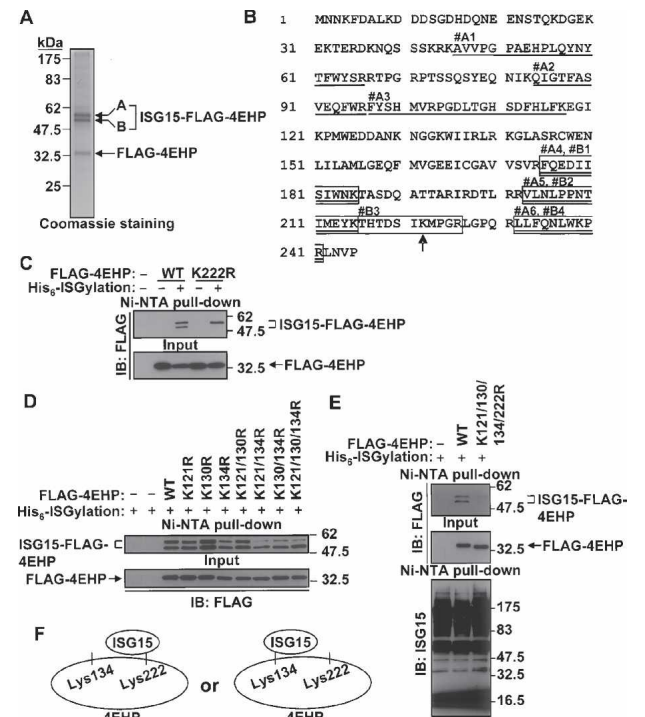 A
kDa
175
83
62
47.5
32.5
25
A
B
ISG15-FLAG-4EHP
FLAG-4EHP
Coomassie staining
B
1 MNNKFDALKD DDSGDHDQNE ENSTQKDGEK
#A1
31 EKTERDKNQS SSKRKAVVPG PAEHPLQYNY
#A2
61 TFWYSRRTPG RPTSSQSYEQ NIKQIGTFAS
#A3
91 VEQFWRFYSH MVRPGDLTGH SDFHLFKEGI
121 KPMWEDDANK NGGKWIIRLR KGLASRCWEN
#A4, #B1
151 LILAMLGEQF MVGEEICGAV VSVRFQEDII
#A5, #B2
181 SIWNKTASDQ ATTARIRDTL RRVLNLPPNT
#B3 #A6, #B4
211 IMEYKTHTDS IKMPGRLGPQ RLLFQNLWKP
241 RLNVP
C
FLAG-4EHP: – WT K222R
His6-ISGylation: – – + – +
Ni-NTA pull-down
62
47.5
ISG15-FLAG-4EHP
Input
32.5
FLAG-4EHP
IB: FLAG
D
FLAG-4EHP: – – WT K121R K130R K134R K121/130R K121/134R K130/134R K121/130/134R
His6-ISGylation: + + + + + + + + + +
Ni-NTA pull-down
ISG15-FLAG-
4EHP
62
47.5
Input
FLAG-4EHP
32.5
IB: FLAG
E
FLAG-4EHP: – WT K121/130/
134/222R
His6-ISGylation: + + +
Ni-NTA pull-down
62
47.5
ISG15-FLAG-
4EHP
Input
32.5
FLAG-4EHP
IB: FLAG
Ni-NTA pull-down
175
83
47.5
32.5
16.5
IB: ISG15
F
ISG15
Lys134 Lys222
4EHP
or
ISG15
Lys134 Lys222
4EHP